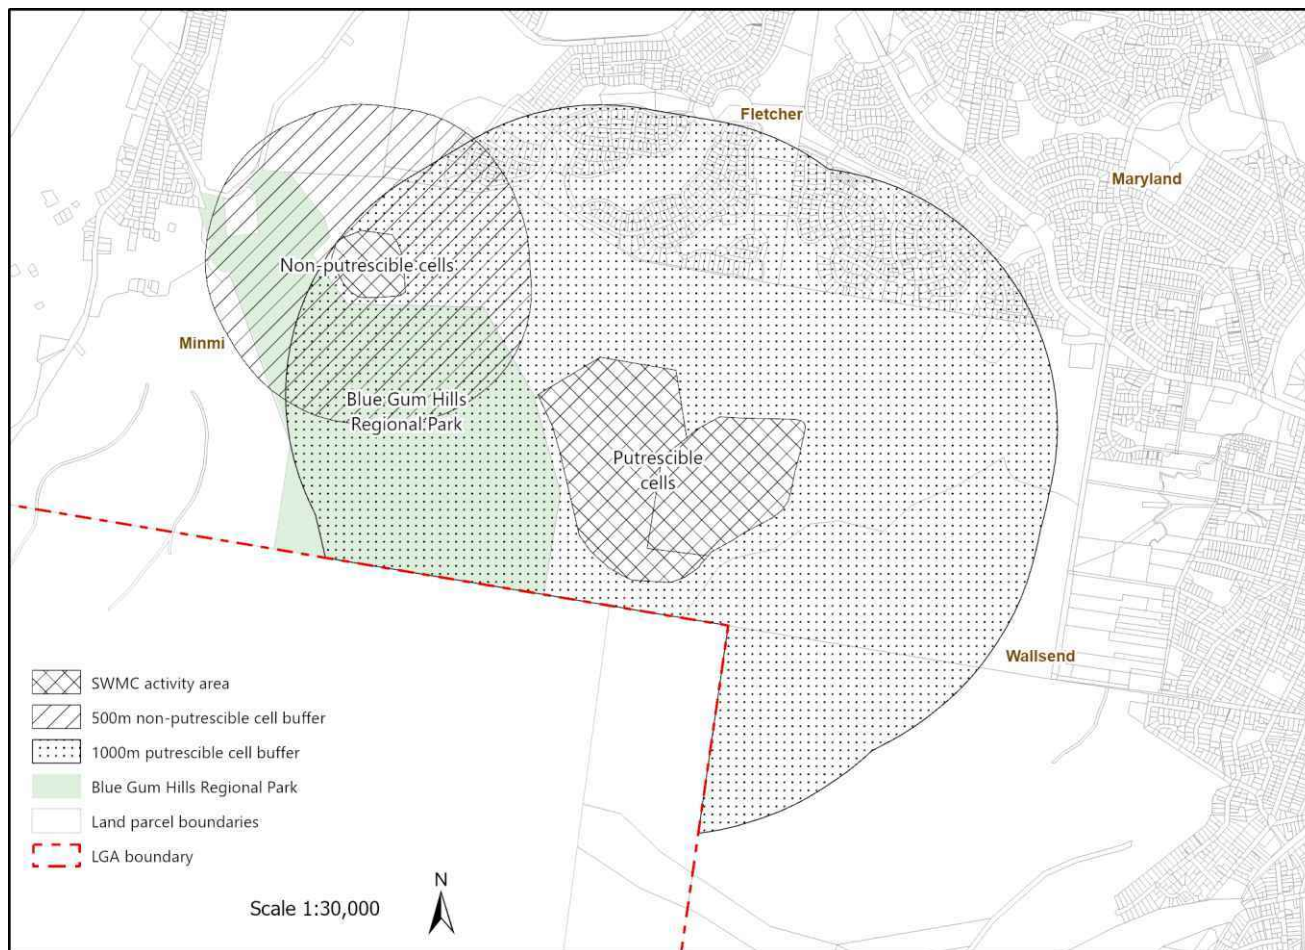 Fletcher
Maryland
Non-putrescible cells
Minmi
Blue Gum Hills
Regional Park
Putrescible
cells
Wallsend
SWMC activity area
500m non-putrescible cell buffer
1000m putrescible cell buffer
Blue Gum Hills Regional Park
Land parcel boundaries
LGA boundary
N
Scale 1:30,000